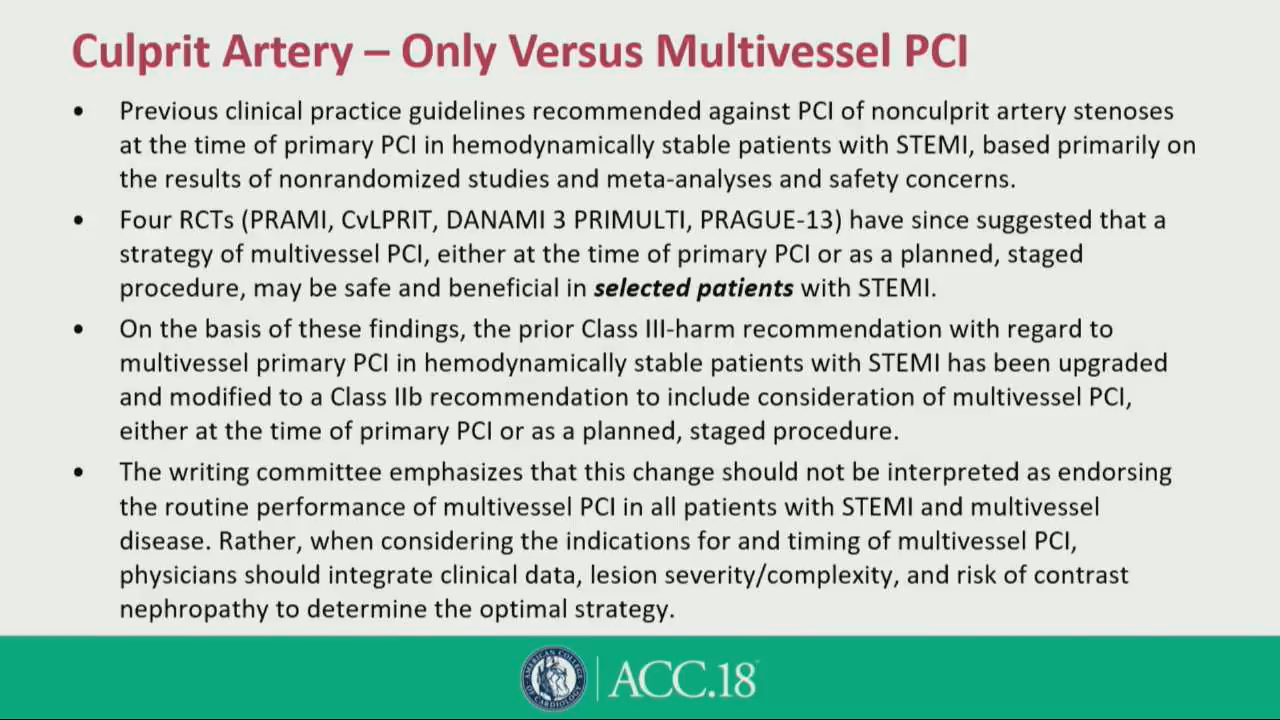 Culprit Artery – Only Versus Multivessel PCI
• Previous clinical practice guidelines recommended against PCI of nonculprit artery stenoses
at the time of primary PCI in hemodynamically stable patients with STEMI, based primarily on
the results of nonrandomized studies and meta-analyses and safety concerns.
• Four RCTs (PRAMI, CvLPRIT, DANAMI 3 PRIMULTI, PRAGUE-13) have since suggested that a
strategy of multivessel PCI, either at the time of primary PCI or as a planned, staged
procedure, may be safe and beneficial in selected patients with STEMI.
• On the basis of these findings, the prior Class III-harm recommendation with regard to
multivessel primary PCI in hemodynamically stable patients with STEMI has been upgraded
and modified to a Class IIb recommendation to include consideration of multivessel PCI,
either at the time of primary PCI or as a planned, staged procedure.
• The writing committee emphasizes that this change should not be interpreted as endorsing
the routine performance of multivessel PCI in all patients with STEMI and multivessel
disease. Rather, when considering the indications for and timing of multivessel PCI,
physicians should integrate clinical data, lesion severity/complexity, and risk of contrast
nephropathy to determine the optimal strategy.
AMERICAN COLLEGE OF CARDIOLOGY
ACC.18